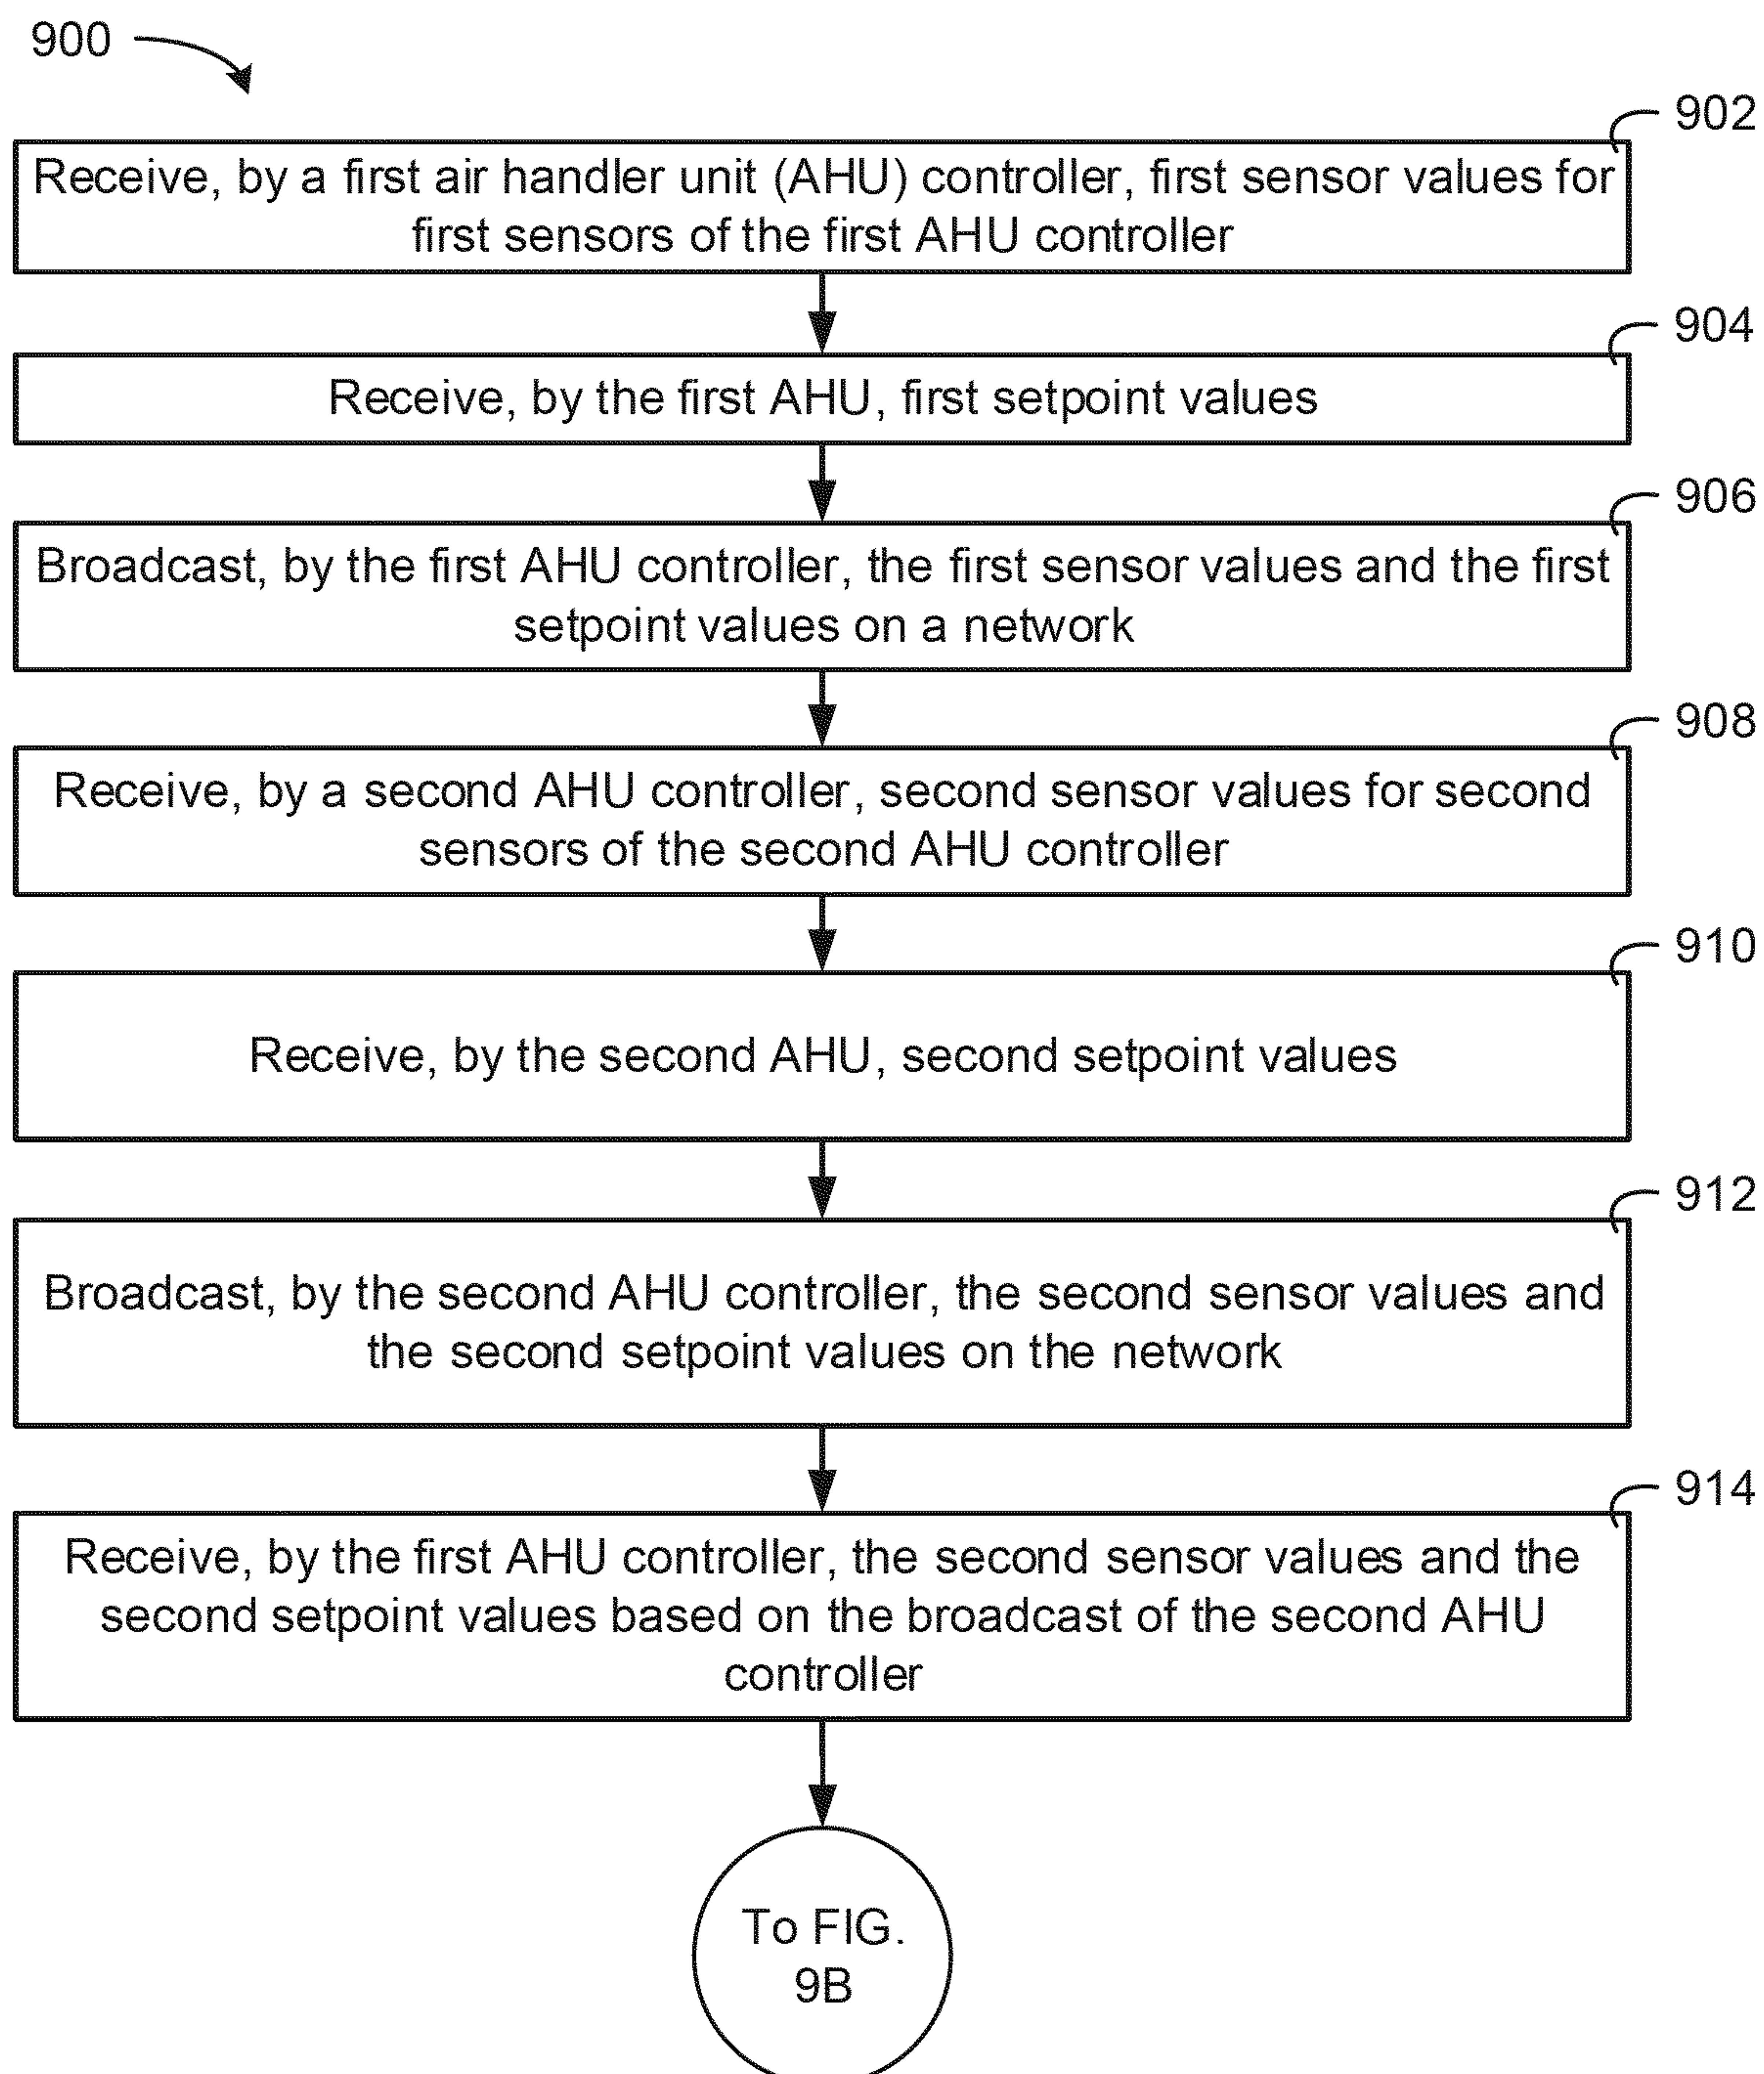 900
902
Receive, by a first air handler unit (AHU) controller, first sensor values for
first sensors of the first AHU controller
904
Receive, by the first AHU, first setpoint values
906
Broadcast, by the first AHU controller, the first sensor values and the first
setpoint values on a network
908
Receive, by a second AHU controller, second sensor values for second
sensors of the second AHU controller
910
Receive, by the second AHU, second setpoint values
912
Broadcast, by the second AHU controller, the second sensor values and
the second setpoint values on the network
914
Receive, by the first AHU controller, the second sensor values and the
second setpoint values based on the broadcast of the second AHU
controller
To FIG.
9B